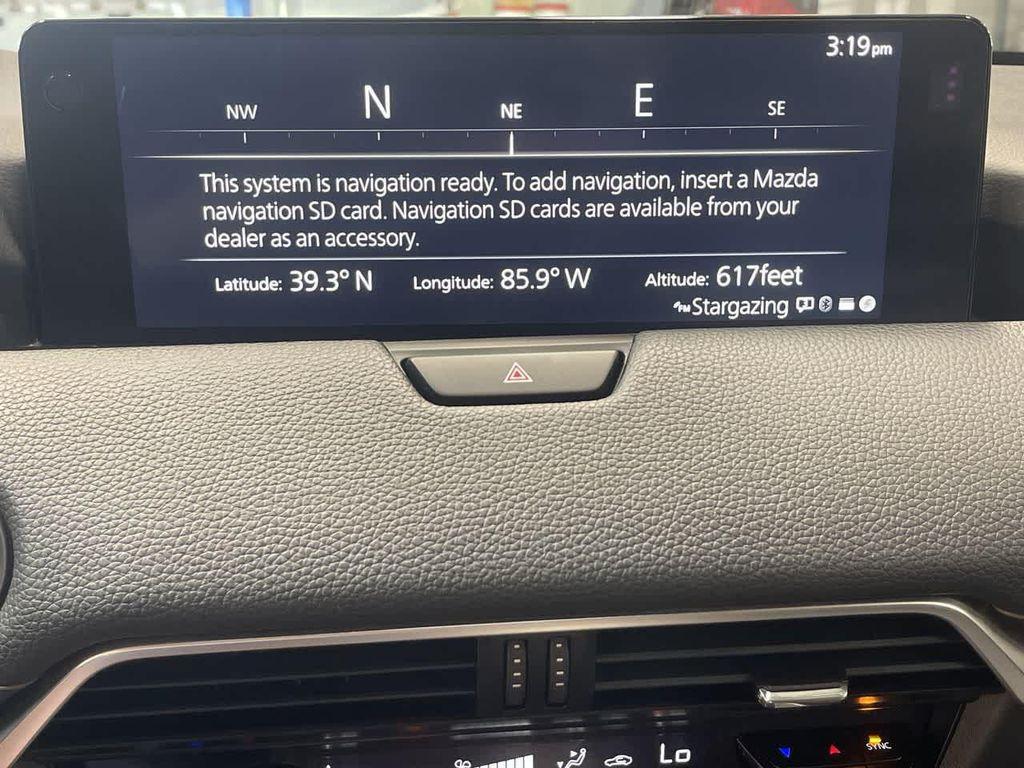 3:19pm
NW N NE E SE
This system is navigation ready. To add navigation, insert a Mazda
navigation SD card. Navigation SD cards are available from your
dealer as an accessory.
Latitude: 39.3° N Longitude: 85.9° W Altitude: 617feet
FM Stargazing
Lo
SYNC